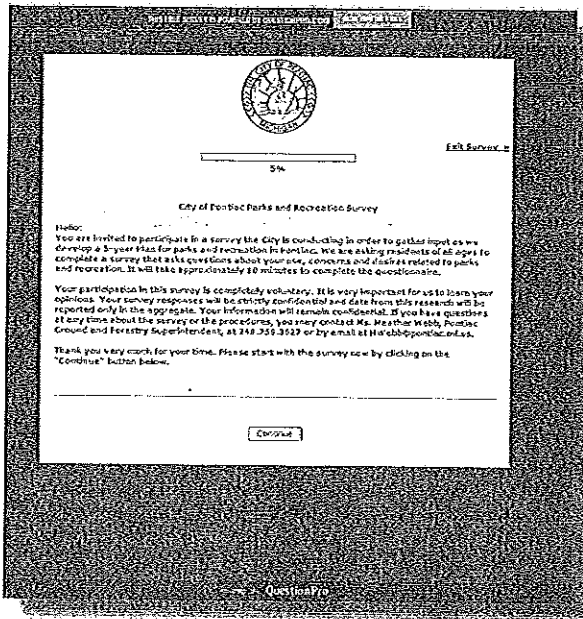 CITY OF PONTIAC
MICHIGAN
Exit Survey »
5%
City of Pontiac Parks and Recreation Survey
Hello:
You are invited to participate in a survey the City is conducting in order to gather input as we
develop a 5-year Plan for parks and recreation in Pontiac. We are asking residents of all ages to
complete a survey that asks questions about your use, concerns and desires related to parks
and recreation. It will take approximately 10 minutes to complete the questionnaire.
Your participation in this survey is completely voluntary. It is very important for us to learn your
opinions. Your survey responses will be strictly confidential and data from this research will be
reported only in the aggregate. Your information will remain confidential. If you have questions
at any time about the survey or the procedures, you may contact Ms. Heather Webb, Pontiac
Ground and Forestry Superintendent, at or by email at
Thank you very much for your time. Please start with the survey now by clicking on the
"Continue" button below.
Continue
QuestionPro